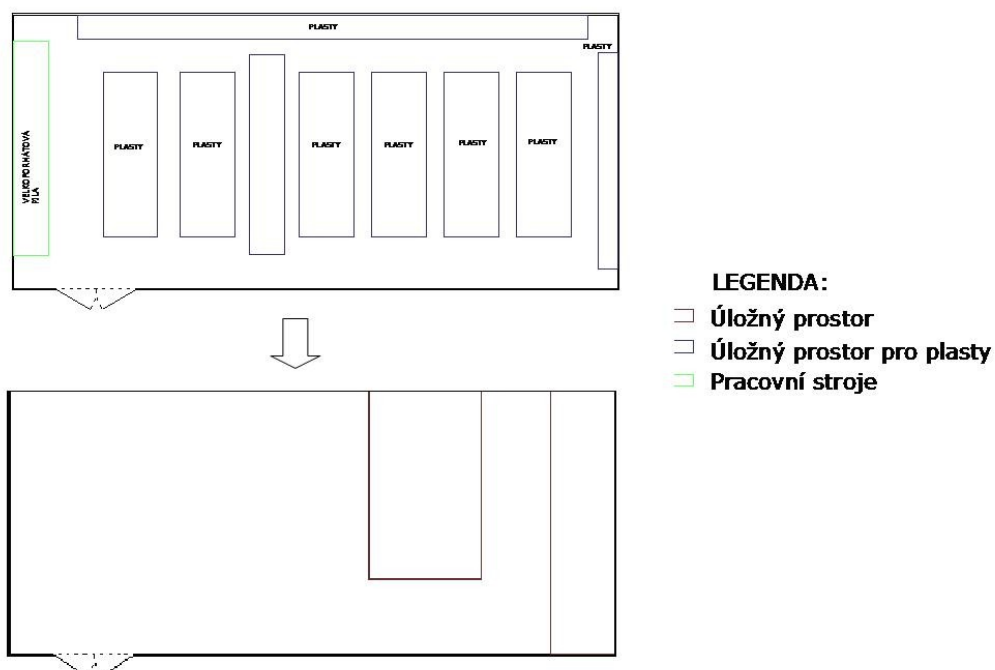 PLASTY
PLASTY
VELKOFORMÁTOVÁ
PILA
PLASTY
PLASTY
PLASTY
PLASTY
PLASTY
PLASTY
LEGENDA:
Úložný prostor
Úložný prostor pro plasty
Pracovní stroje